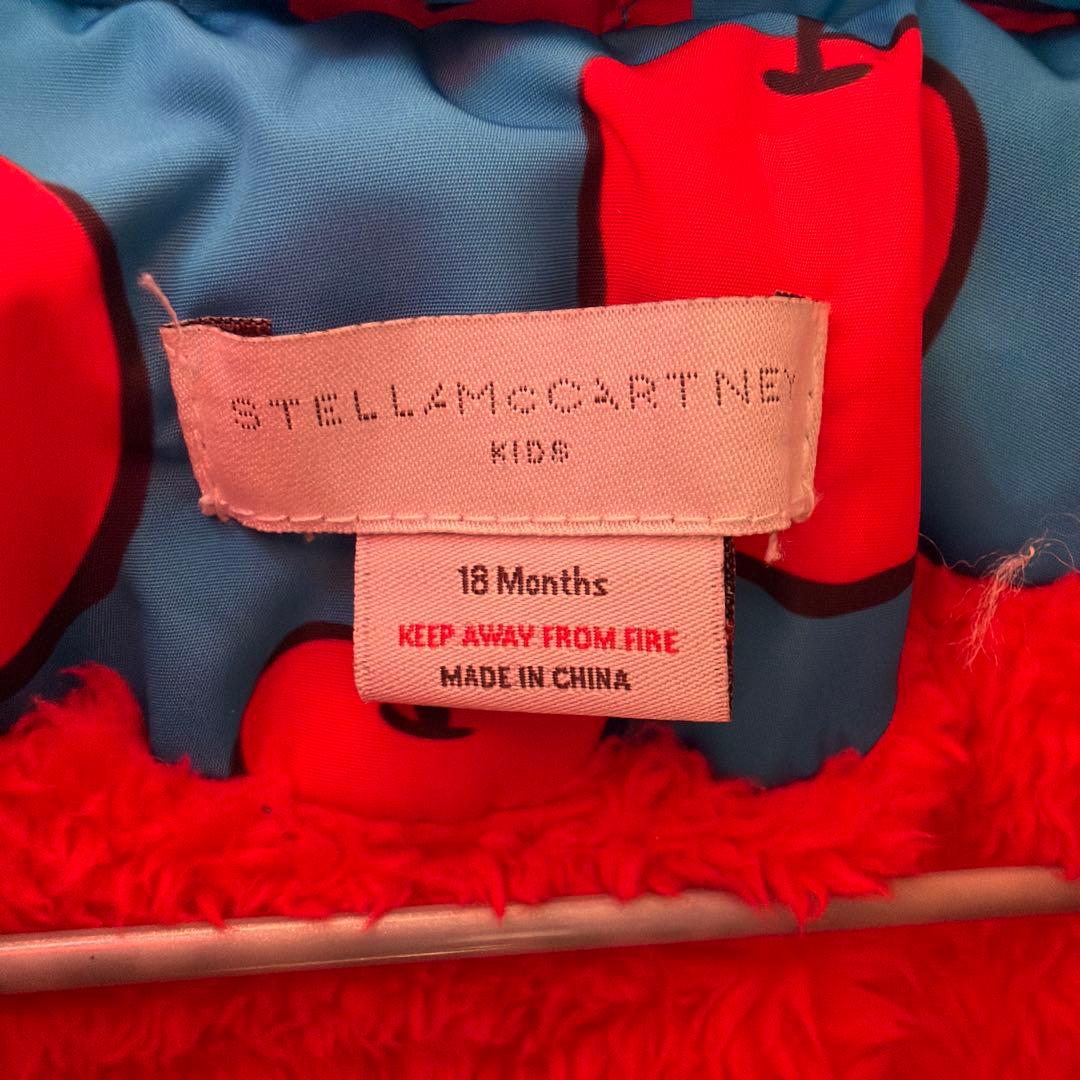 STELLAMcCARTNEY
KIDS
18 Months
KEEP AWAY FROM FIRE
MADE IN CHINA